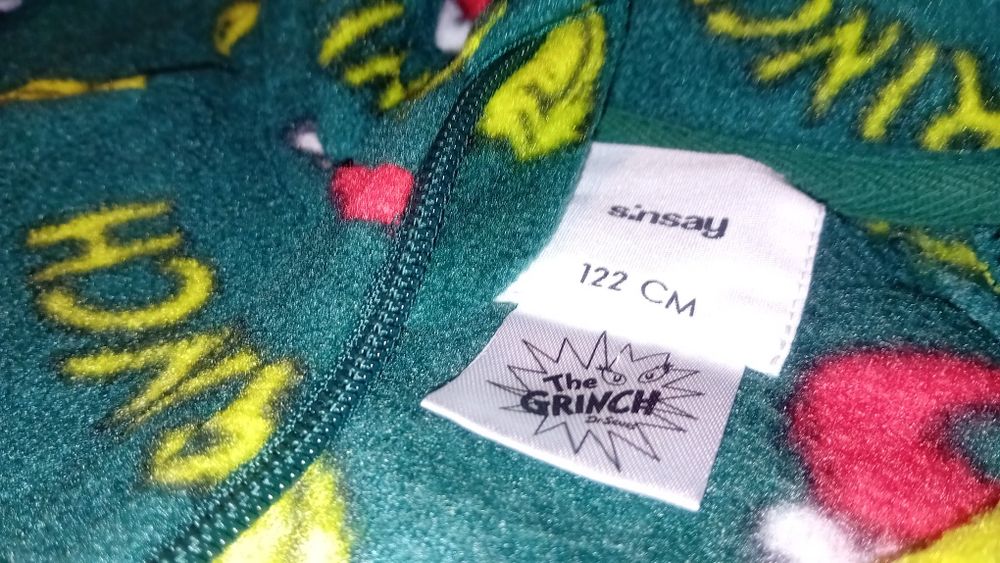 sinsay
122 CM
The
GRINCH
Dr. Seuss